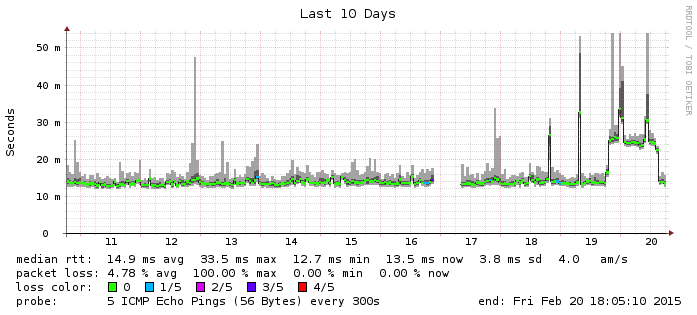 Last 10 Days
RRDTOOL / TOBI OETIKER
Seconds
50 m
40 m
30 m
20 m
10 m
0
11 12 13 14 15 16 17 18 19 20
median rtt: 14.9 ms avg 33.5 ms max 12.7 ms min 13.5 ms now 3.8 ms sd 4.0 am/s
packet loss: 4.78 % avg 100.00 % max 0.00 % min 0.00 % now
loss color: 0 1/5 2/5 3/5 4/5
probe: 5 ICMP Echo Pings (56 Bytes) every 300s end: Fri Feb 20 18:05:10 2015